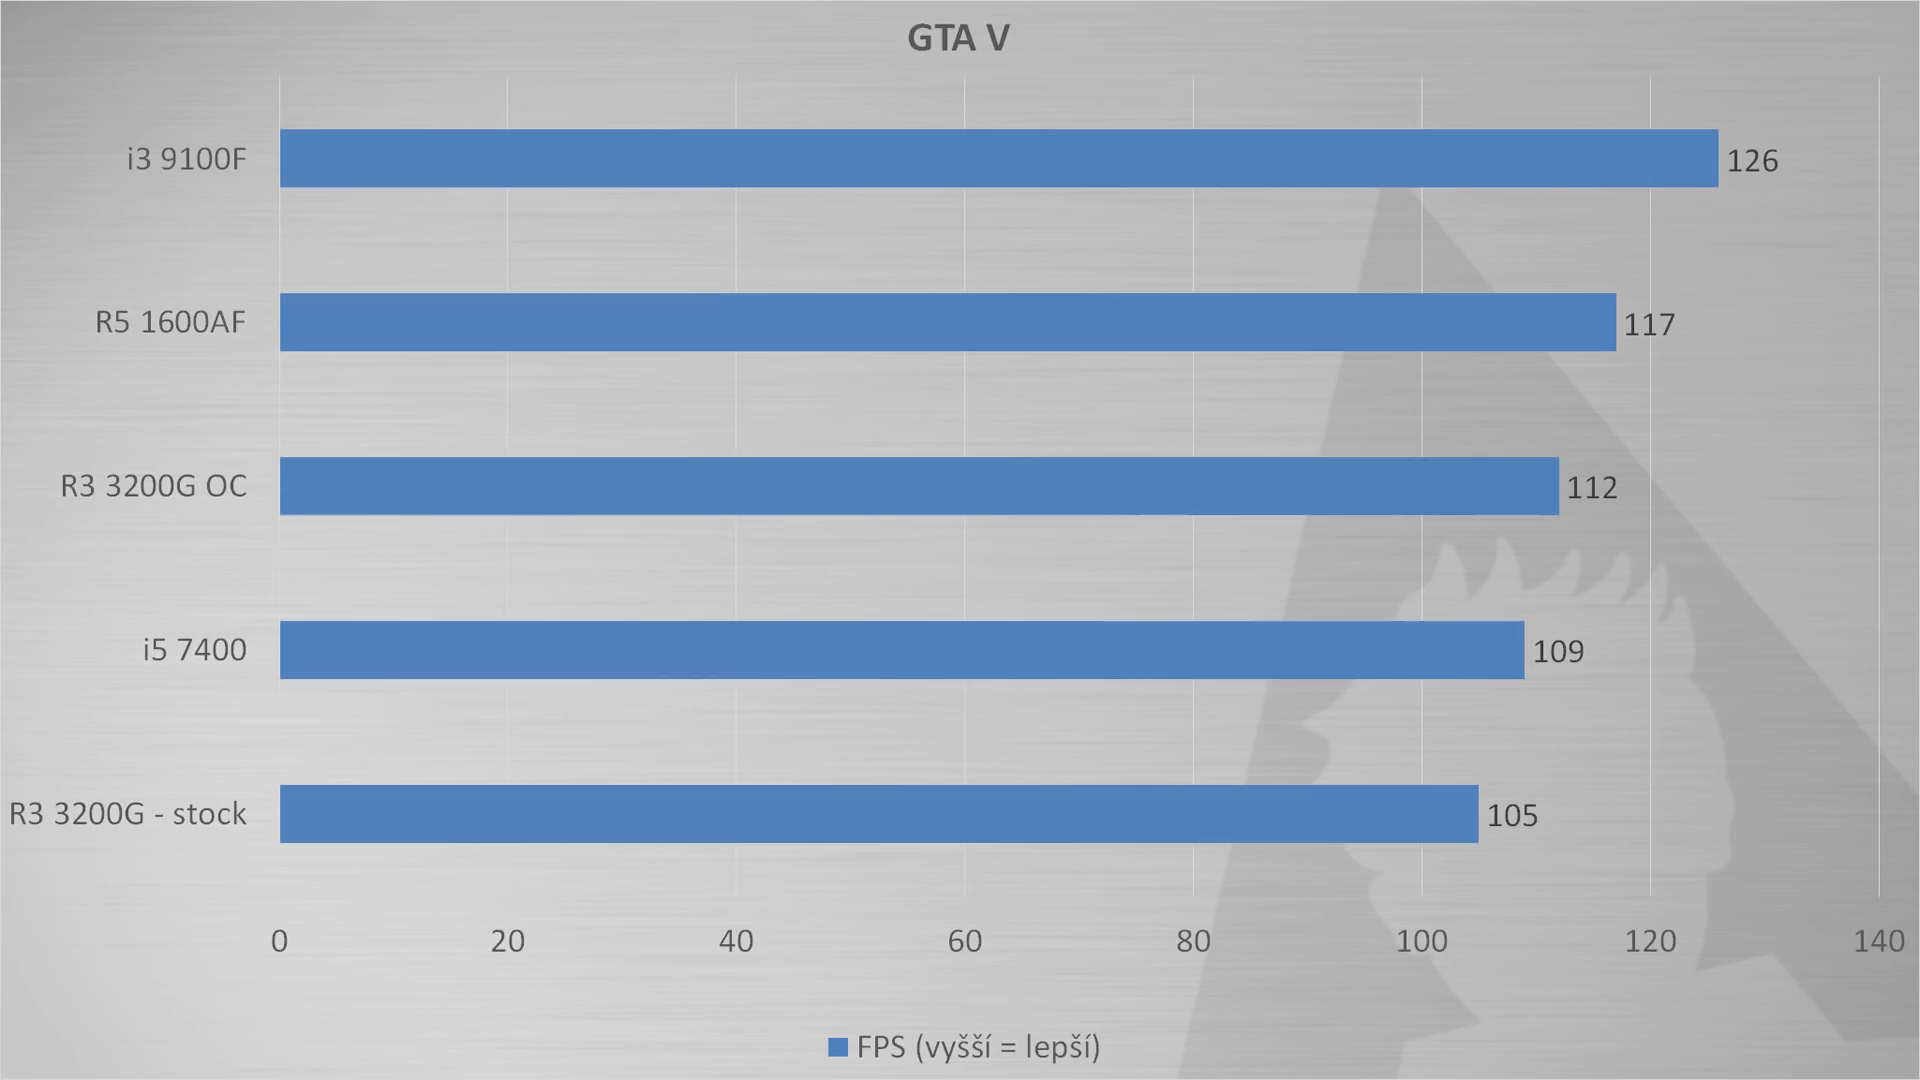 GTA V
i3 9100F
126
R5 1600AF
117
R3 3200G OC
112
i5 7400
109
R3 3200G - stock
105
0 20 40 60 80 100 120 140
FPS (vyšší = lepší)